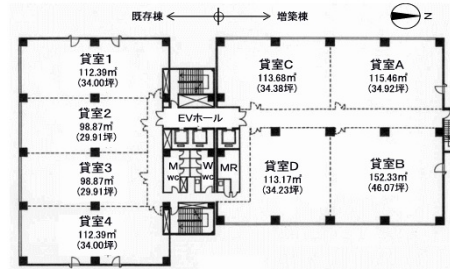 既存棟 増築棟
N
貸室1
112.39㎡
(34.00坪)
貸室2
98.87㎡
(29.91坪)
貸室3
98.87㎡
(29.91坪)
貸室4
112.39㎡
(34.00坪)
EVホール
M
WC
W
WC
MR
貸室C
113.68㎡
(34.38坪)
貸室A
115.46㎡
(34.92坪)
貸室D
113.17㎡
(34.23坪)
貸室B
152.33㎡
(46.07坪)